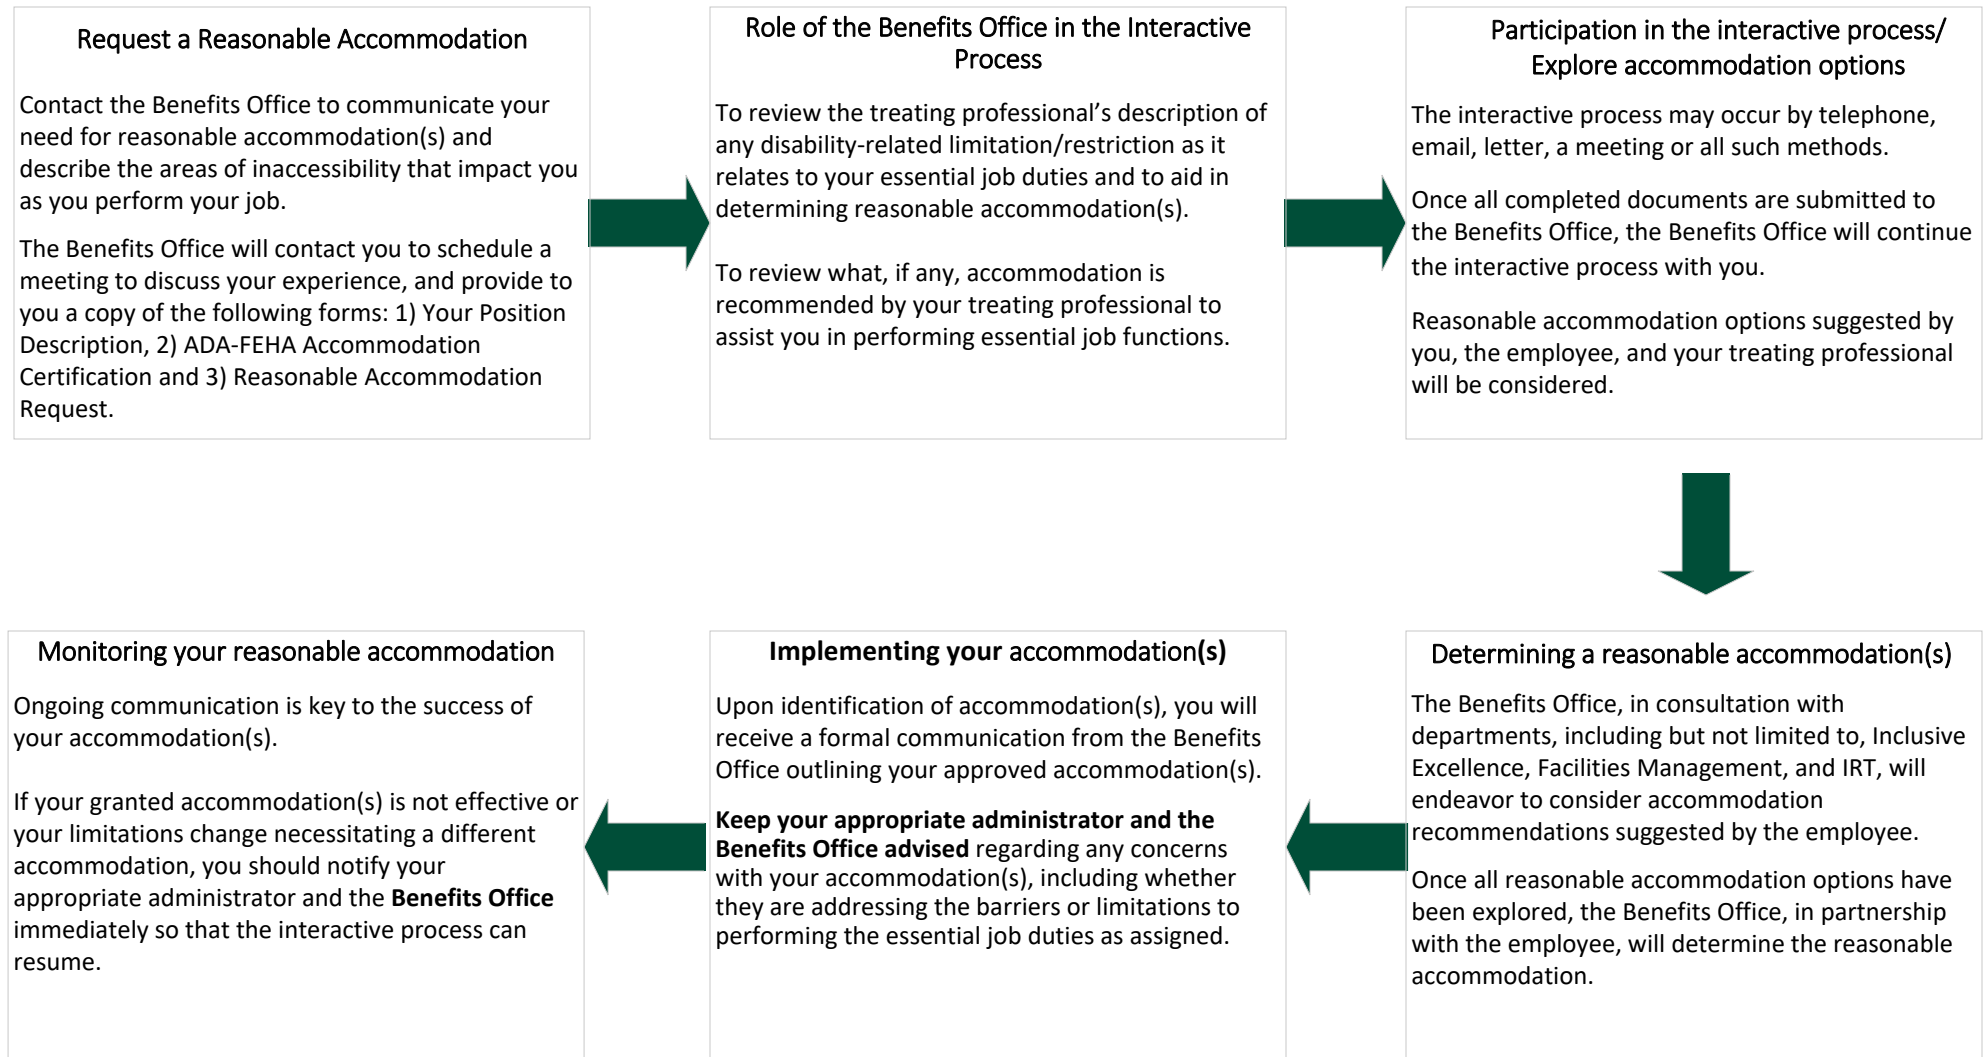 Request a Reasonable Accommodation
Contact the Benefits Office to communicate your
need for reasonable accommodation(s) and
describe the areas of inaccessibility that impact you
as you perform your job.
The Benefits Office will contact you to schedule a
meeting to discuss your experience, and provide to
you a copy of the following forms: 1) Your Position
Description, 2) ADA-FEHA Accommodation
Certification and 3) Reasonable Accommodation
Request.
Role of the Benefits Office in the Interactive
Process
To review the treating professional’s description of
any disability-related limitation/restriction as it
relates to your essential job duties and to aid in
determining reasonable accommodation(s).
To review what, if any, accommodation is
recommended by your treating professional to
assist you in performing essential job functions.
Participation in the interactive process/
Explore accommodation options
The interactive process may occur by telephone,
email, letter, a meeting or all such methods.
Once all completed documents are submitted to
the Benefits Office, the Benefits Office will continue
the interactive process with you.
Reasonable accommodation options suggested by
you, the employee, and your treating professional
will be considered.
Determining a reasonable accommodation(s)
The Benefits Office, in consultation with
departments, including but not limited to, Inclusive
Excellence, Facilities Management, and IRT, will
endeavor to consider accommodation
recommendations suggested by the employee.
Once all reasonable accommodation options have
been explored, the Benefits Office, in partnership
with the employee, will determine the reasonable
accommodation.
Implementing your accommodation(s)
Upon identification of accommodation(s), you will
receive a formal communication from the Benefits
Office outlining your approved accommodation(s).
Keep your appropriate administrator and the
Benefits Office advised regarding any concerns
with your accommodation(s), including whether
they are addressing the barriers or limitations to
performing the essential job duties as assigned.
Monitoring your reasonable accommodation
Ongoing communication is key to the success of
your accommodation(s).
If your granted accommodation(s) is not effective or
your limitations change necessitating a different
accommodation, you should notify your
appropriate administrator and the Benefits Office
immediately so that the interactive process can
resume.